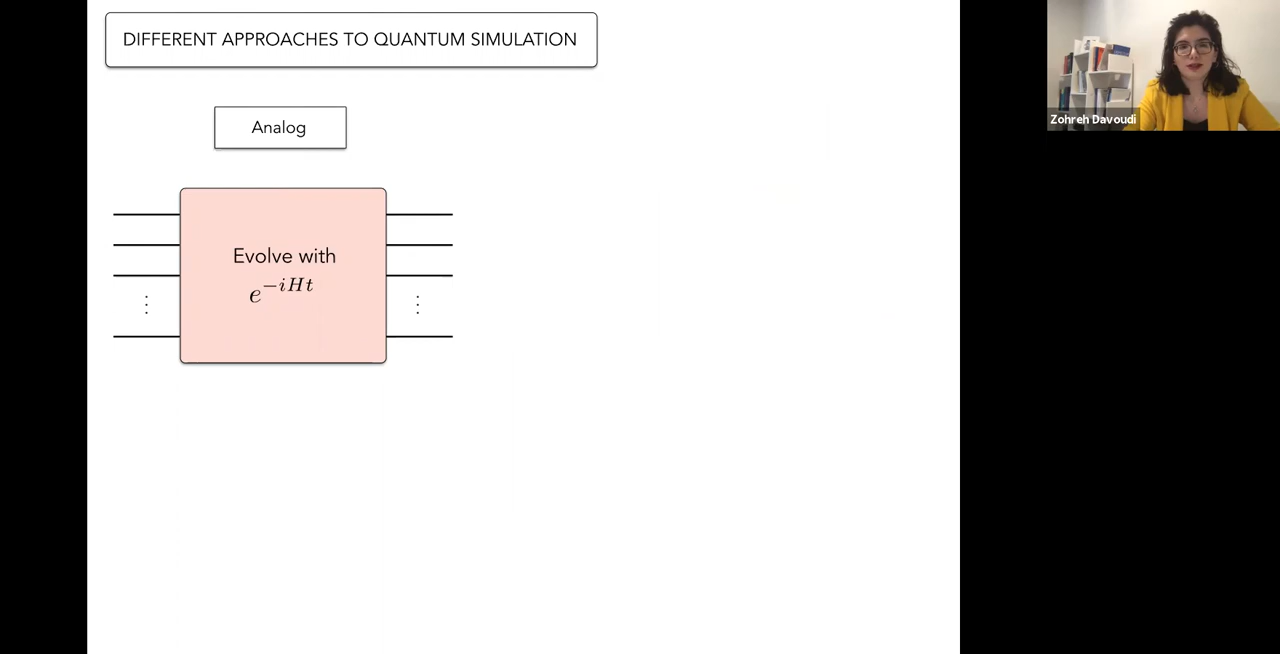 DIFFERENT APPROACHES TO QUANTUM SIMULATION
Analog
Evolve with
e^{-iHt}
Zohreh Davoudi